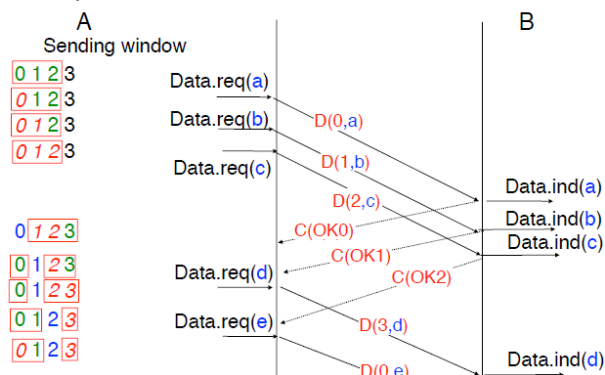 A
B
Sending window
0 1 2 3
0 1 2 3
0 1 2 3
0 1 2 3
Data.req(a)
Data.req(b)
Data.req(c)
D(0,a)
D(1,b)
D(2,c)
Data.ind(a)
Data.ind(b)
Data.ind(c)
0 1 2 3
C(OK0)
C(OK1)
C(OK2)
0 1 2 3
0 1 2 3
Data.req(d)
0 1 2 3
Data.req(e)
D(3,d)
0 1 2 3
D(0,e)
Data.ind(d)